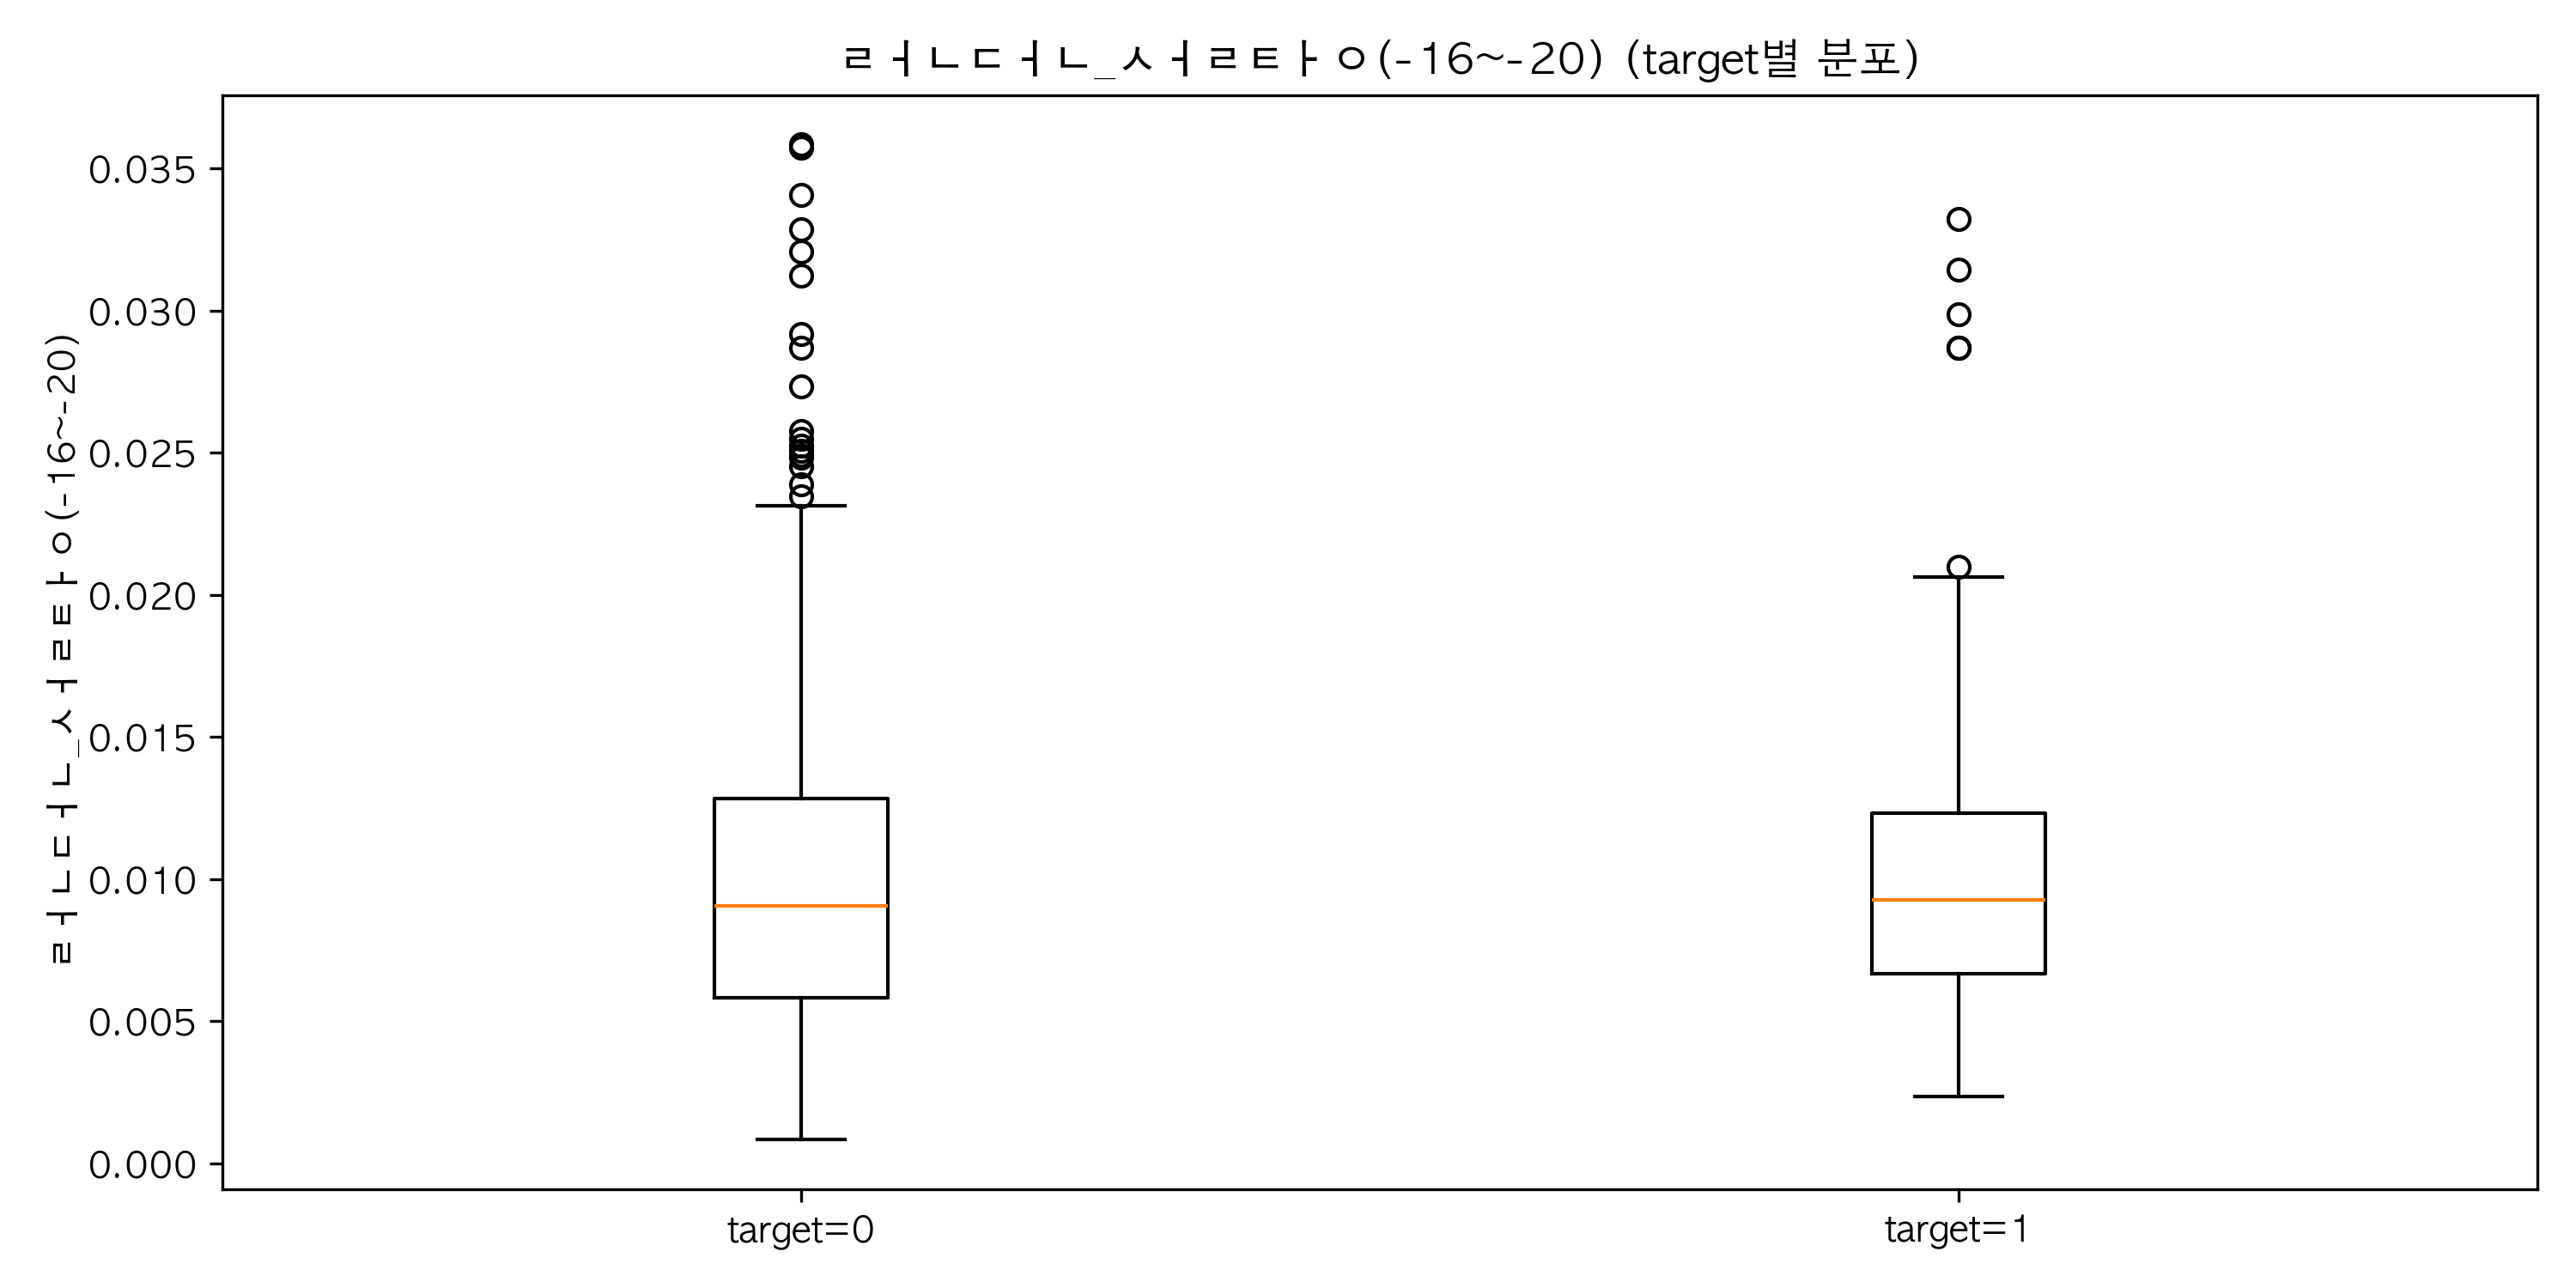 ㄹㅓㄴㄷㅓㄴ_ㅅㅓㄹㅌㅏㅇ(-16~-20) (target별 분포)
ㄹㅓㄴㄷㅓㄴ_ㅅㅓㄹㅌㅏㅇ(-16~-20)
0.035
0.030
0.025
0.020
0.015
0.010
0.005
0.000
target=0
target=1